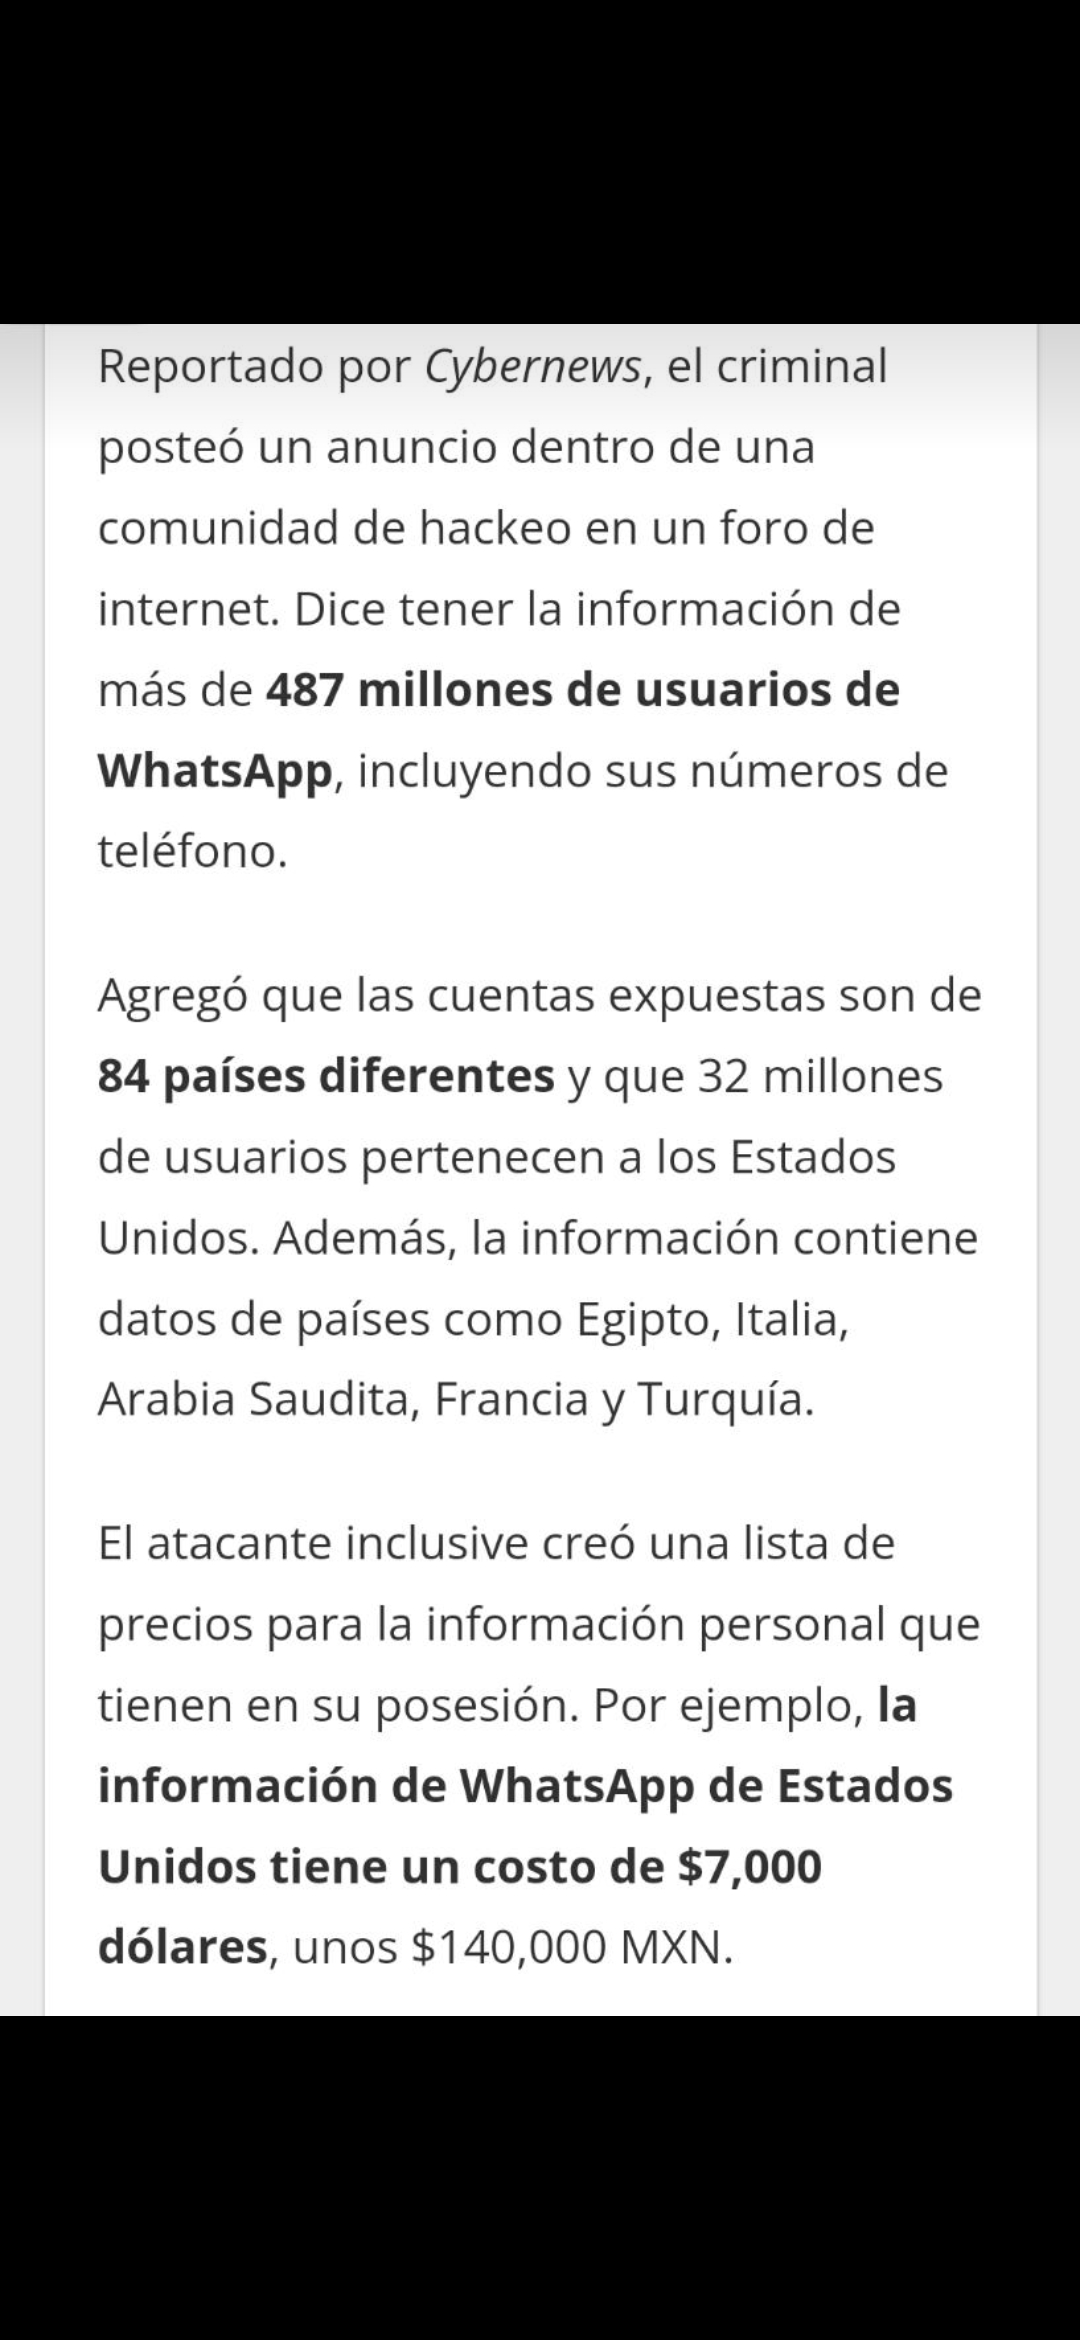 Reportado por Cybernews, el criminal
posteó un anuncio dentro de una
comunidad de hackeo en un foro de
internet. Dice tener la información de
más de 487 millones de usuarios de
WhatsApp, incluyendo sus números de
teléfono.
Agregó que las cuentas expuestas son de
84 países diferentes y que 32 millones
de usuarios pertenecen a los Estados
Unidos. Además, la información contiene
datos de países como Egipto, Italia,
Arabia Saudita, Francia y Turquía.
El atacante inclusive creó una lista de
precios para la información personal que
tienen en su posesión. Por ejemplo, la
información de WhatsApp de Estados
Unidos tiene un costo de $7,000
dólares, unos $140,000 MXN.